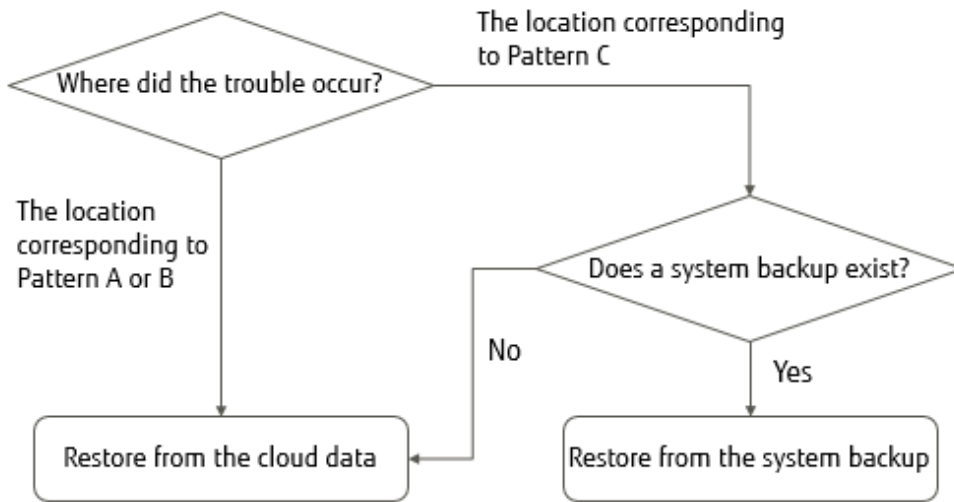 The location corresponding
to Pattern C
Where did the trouble occur?
The location
corresponding to
Pattern A or B
Does a system backup exist?
No
Yes
Restore from the cloud data
Restore from the system backup